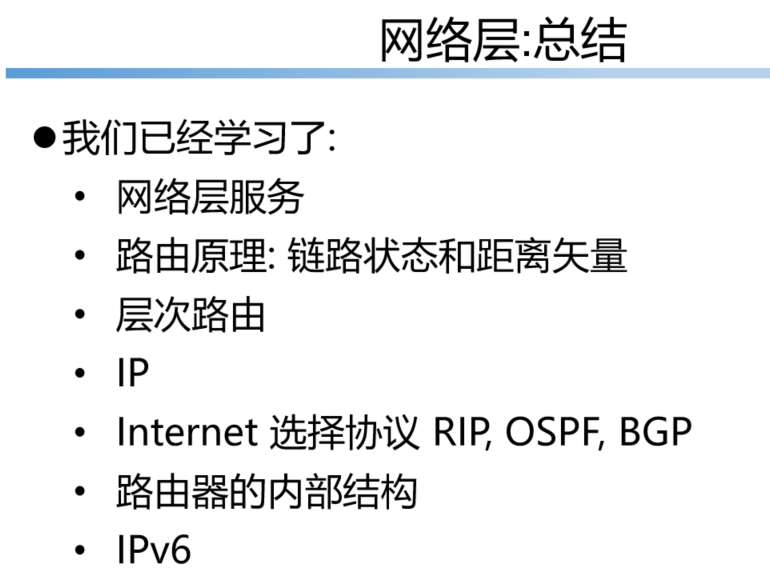 网络层:总结
●我们已经学习了:
• 网络层服务
• 路由原理: 链路状态和距离矢量
• 层次路由
• IP
• Internet 选择协议 RIP, OSPF, BGP
• 路由器的内部结构
• IPv6